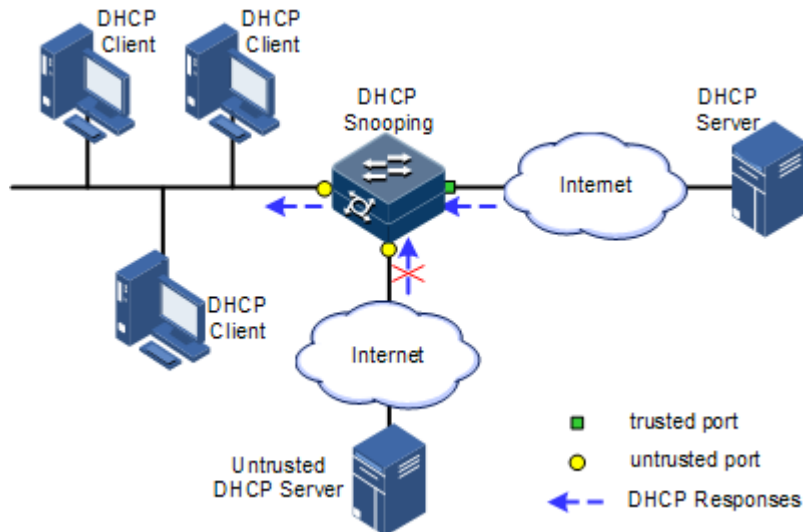 DHCP
Client
DHCP
Client
DHCP
Snooping
DHCP
Server
Internet
DHCP
Client
Internet
Untrusted
DHCP Server
trusted port
untrusted port
DHCP Responses